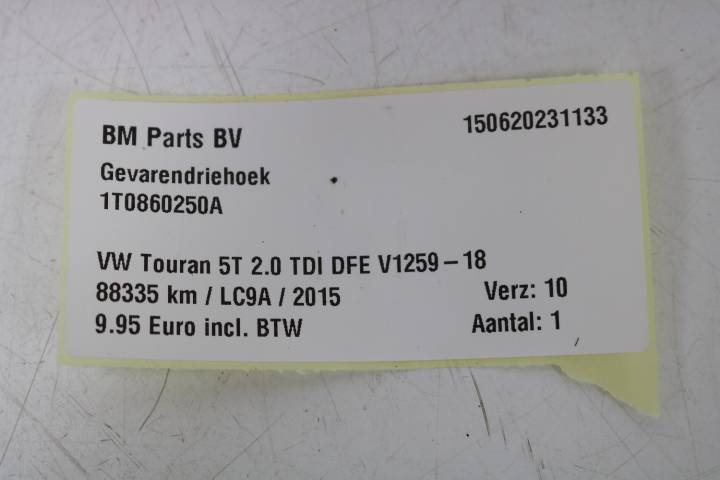 BM Parts BV 150620231133
Gevarendriehoek
1T0860250A
VW Touran 5T 2.0 TDI DFE V1259-18
88335 km / LC9A / 2015 Verz: 10
9.95 Euro incl. BTW Aantal: 1